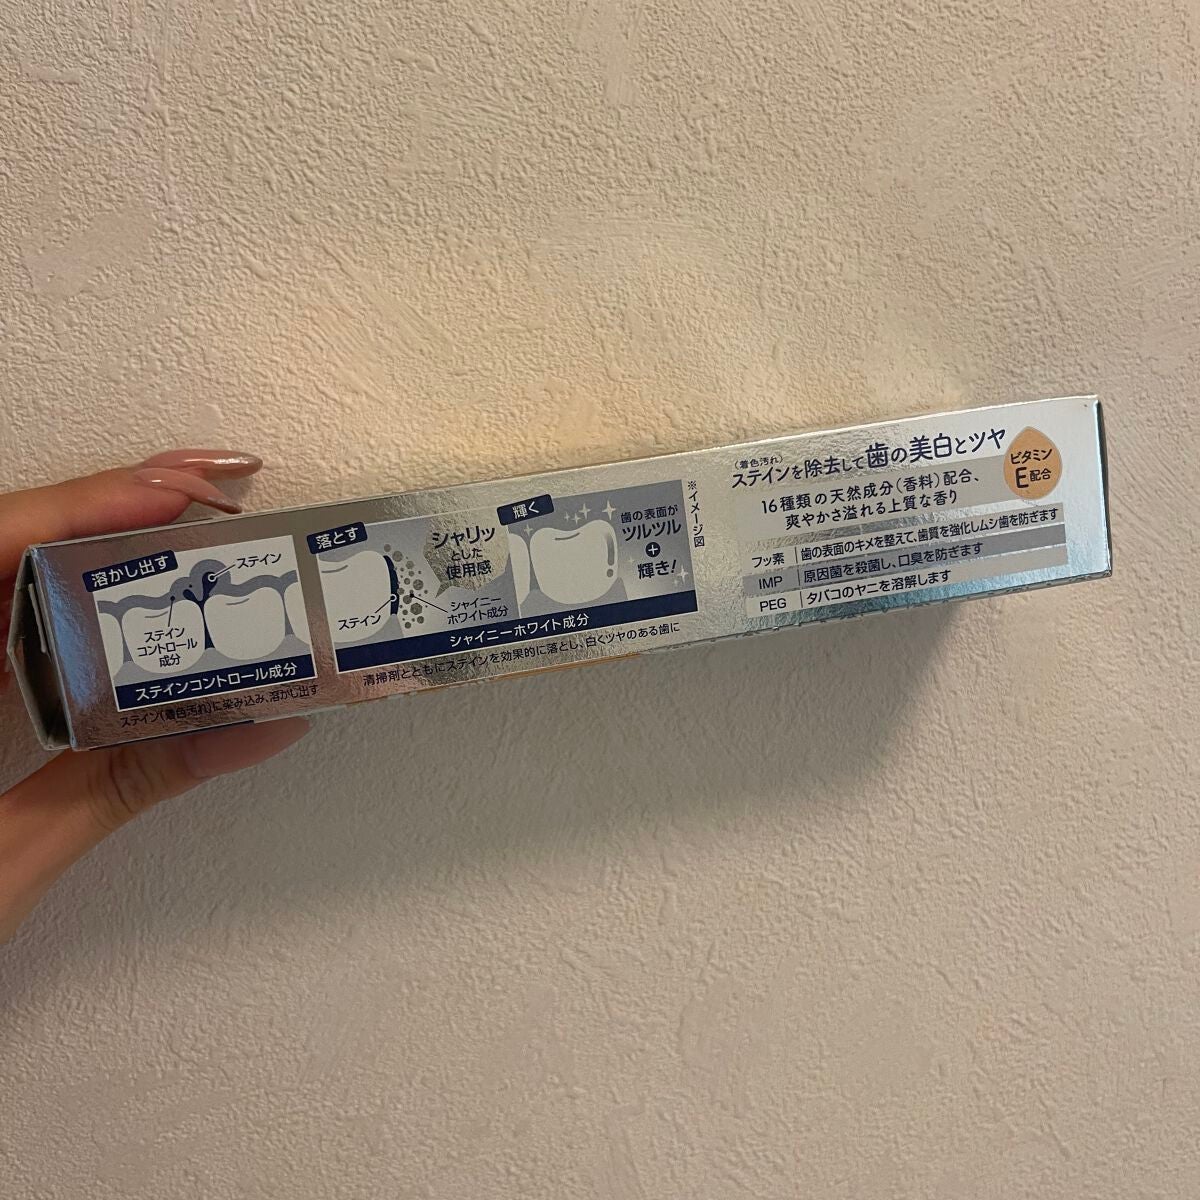 溶かし出す
ステイン
ステイン
コントロール
成分
ステインコントロール成分
ステイン(着色汚れ)に染み込み、溶かし出す
落とす
シャリッ
とした
使用感
ステイン
シャイニー
ホワイト成分
輝く
歯の表面が
ツルツル
+
輝き!
シャイニーホワイト成分
清掃剤とともにステインを効果的に落とし、白くツヤのある歯に
※イメージ図
(着色汚れ)
ステインを除去して歯の美白とツヤ
ビタミン
E配合
16種類の天然成分(香料)配合、
爽やかさ溢れる上質な香り
フッ素 歯の表面のキメを整えて、歯質を強化しムシ歯を防ぎます
IMP 原因菌を殺菌し、口臭を防ぎます
PEG タバコのヤニを溶解します